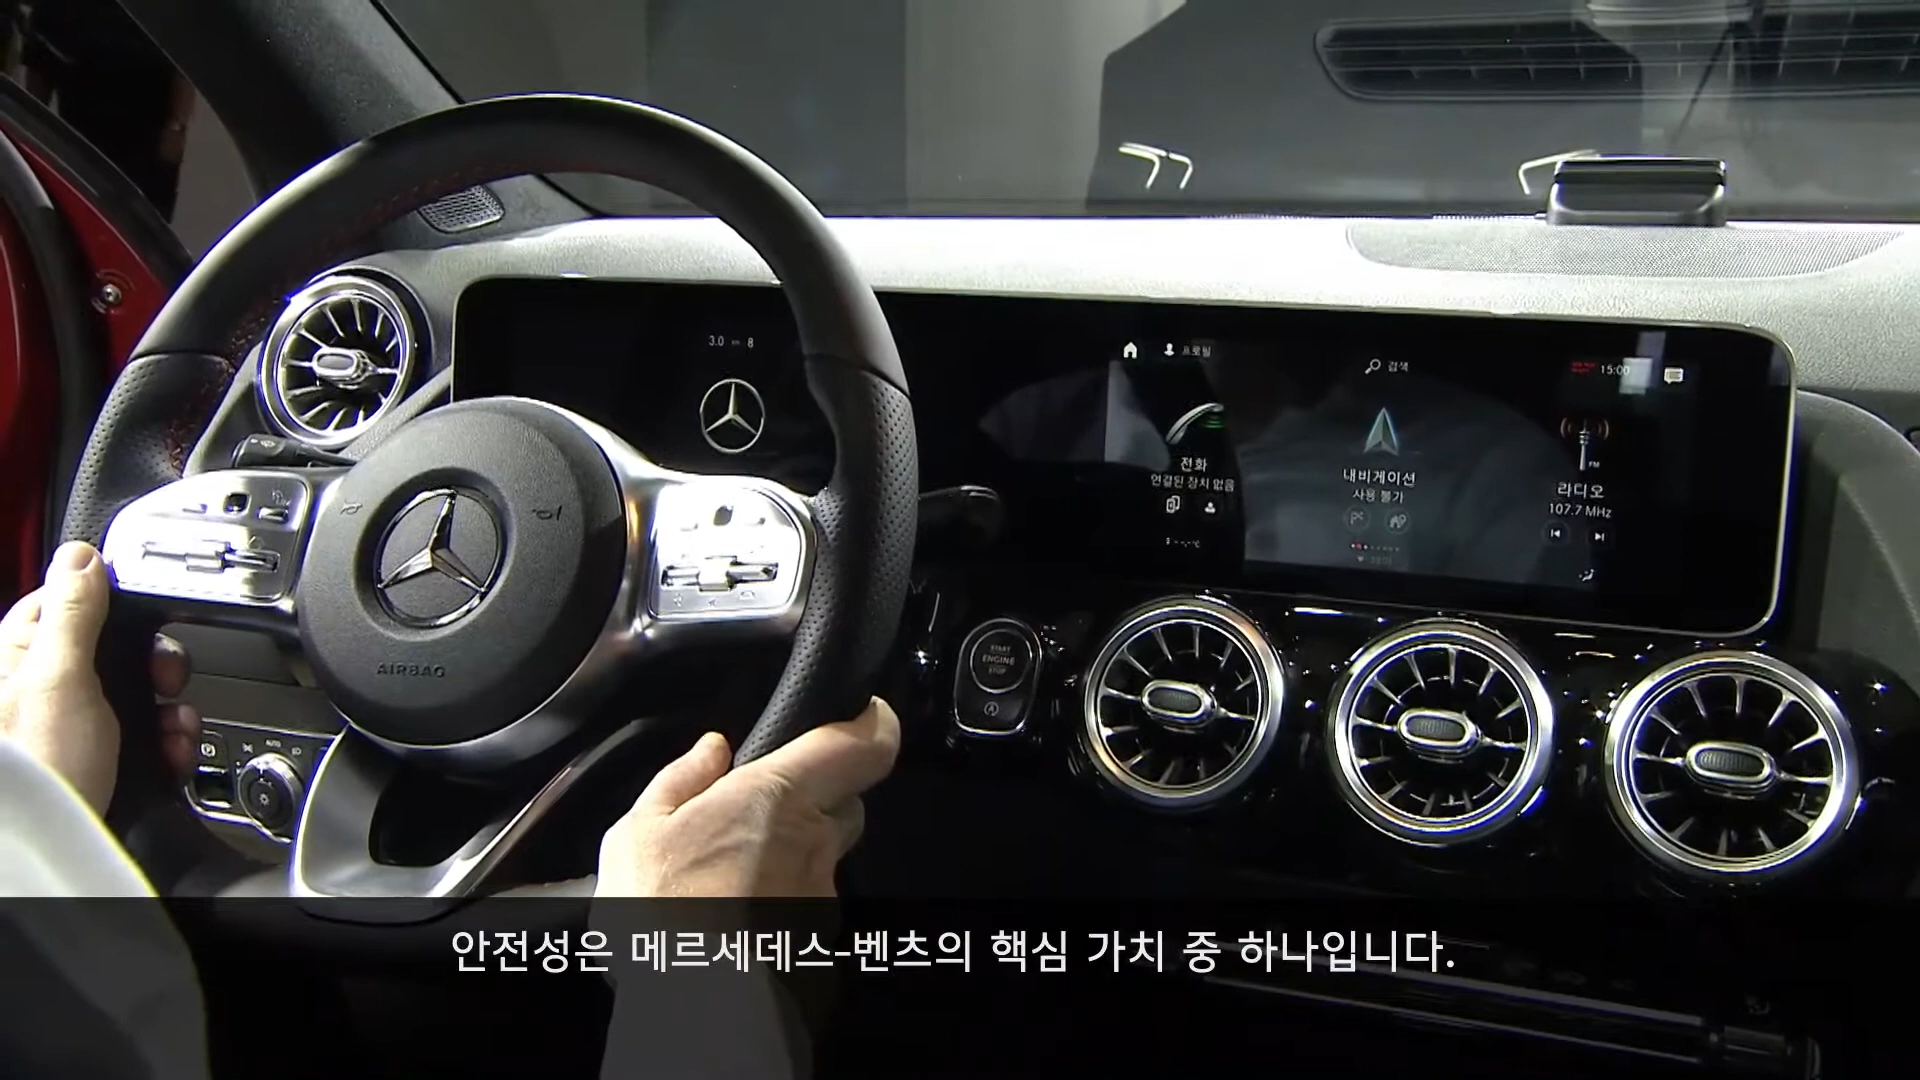 3.0 8
프로필
검색
15:00
전화
연결된 장치 없음
내비게이션
사용 불가
FM
라디오
107.7 MHz
START
ENGINE
STOP
AIRBAG
P
AUTO
안전성은 메르세데스-벤츠의 핵심 가치 중 하나입니다.